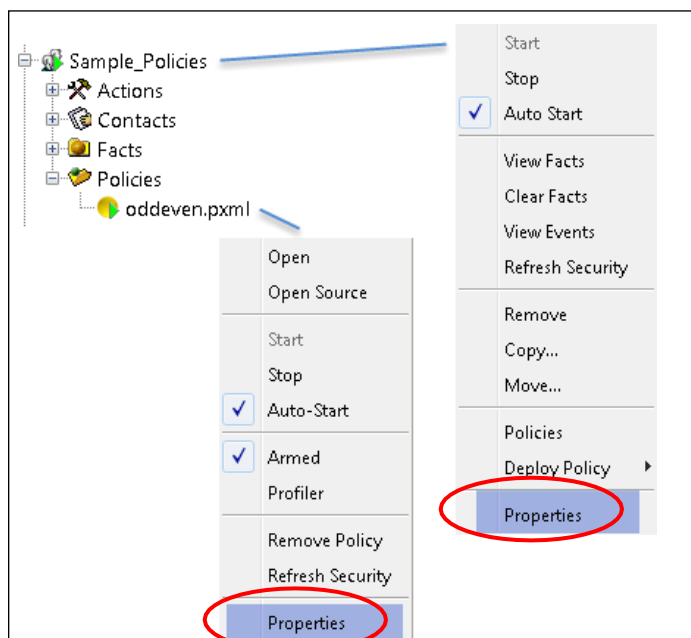 Sample_Policies
Actions
Contacts
Facts
Policies
oddeven.pxml
Open
Open Source
Start
Stop
Auto-Start
Armed
Profiler
Remove Policy
Refresh Security
Properties
Start
Stop
Auto Start
View Facts
Clear Facts
View Events
Refresh Security
Remove
Copy...
Move...
Policies
Deploy Policy
Properties